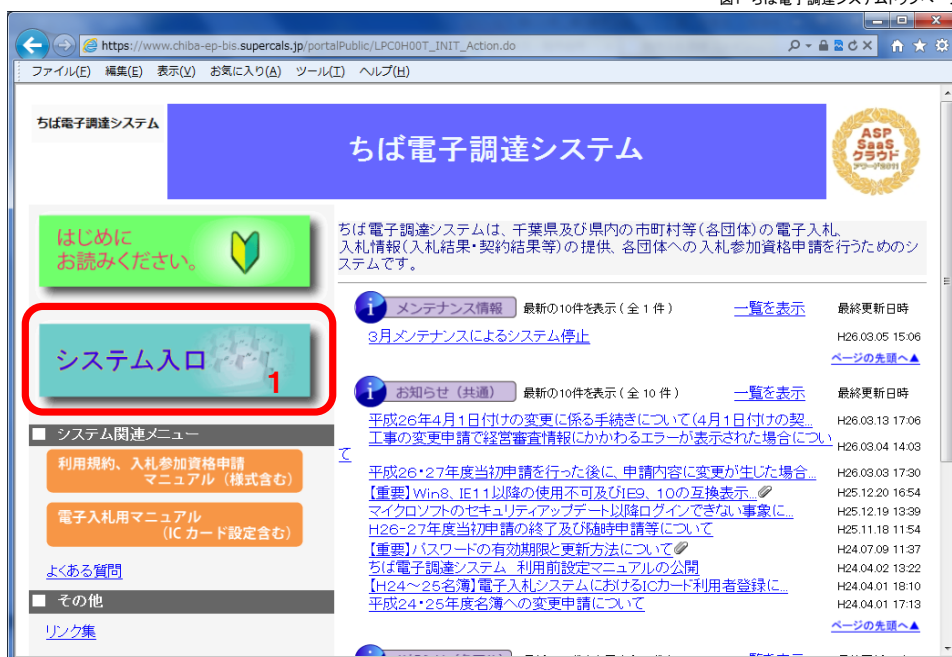 図1 ちば電子調達システムトップページ
https://www.chiba-ep-bis.supercals.jp/portalPublic/LPC0H00T_INIT_Action.do
ファイル(F) 編集(E) 表示(V) お気に入り(A) ツール(T) ヘルプ(H)
ちば電子調達システム
ちば電子調達システム
ASP
SaaS
クラウド
アワード2011
はじめに
お読みください。
システム入口
1
システム関連メニュー
利用規約、入札参加資格申請
マニュアル（様式含む）
電子入札用マニュアル
（ICカード設定含む）
よくある質問
その他
リンク集
ちば電子調達システムは、千葉県及び県内の市町村等(各団体)の電子入札、
入札情報(入札結果・契約結果等)の提供、各団体への入札参加資格申請を行うためのシ
ステムです。
メンテナンス情報 最新の10件を表示(全1件) 一覧を表示 最終更新日時
3月メンテナンスによるシステム停止 H26.03.05 15:06
ページの先頭へ▲
お知らせ（共通） 最新の10件を表示(全10件) 一覧を表示 最終更新日時
平成26年4月1日付けの変更に係る手続きについて(4月1日付けの契... H26.03.13 17:06
工事の変更申請で経営審査情報にかかわるエラーが表示された場合につい
て H26.03.04 14:03
平成26・27年度当初申請を行った後に、申請内容に変更が生じた場合... H26.03.03 17:30
【重要】Win8、IE11以降の使用不可及びIE9、10の互換表示... H25.12.20 16:54
マイクロソフトのセキュリティアップデート以降ログインできない事象に... H25.12.19 13:39
H26-27年度当初申請の終了及び随時申請等について H25.11.18 11:54
【重要】パスワードの有効期限と更新方法について H24.07.09 11:37
ちば電子調達システム 利用前設定マニュアルの公開 H24.04.02 13:22
【H24～25名簿】電子入札システムにおけるICカード利用者登録に... H24.04.01 18:10
平成24・25年度名簿への変更申請について H24.04.01 17:13
ページの先頭へ▲